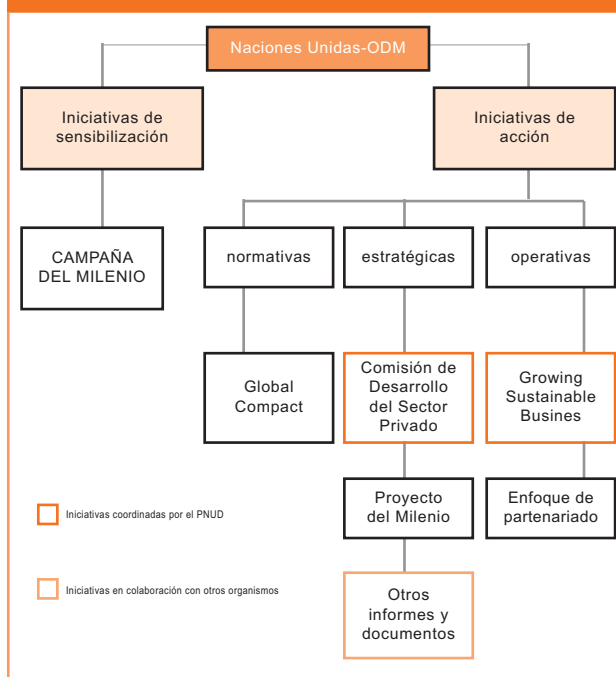 Naciones Unidas-ODM
Iniciativas de
sensibilización
Iniciativas de
acción
CAMPAÑA
DEL MILENIO
normativas
estratégicas
operativas
Global
Compact
Comisión de
Desarrollo
del Sector
Privado
Growing
Sustainable
Busines
Proyecto
del Milenio
Enfoque de
partenariado
Iniciativas coordinadas por el PNUD
Iniciativas en colaboración con otros organismos
Otros
informes y
documentos